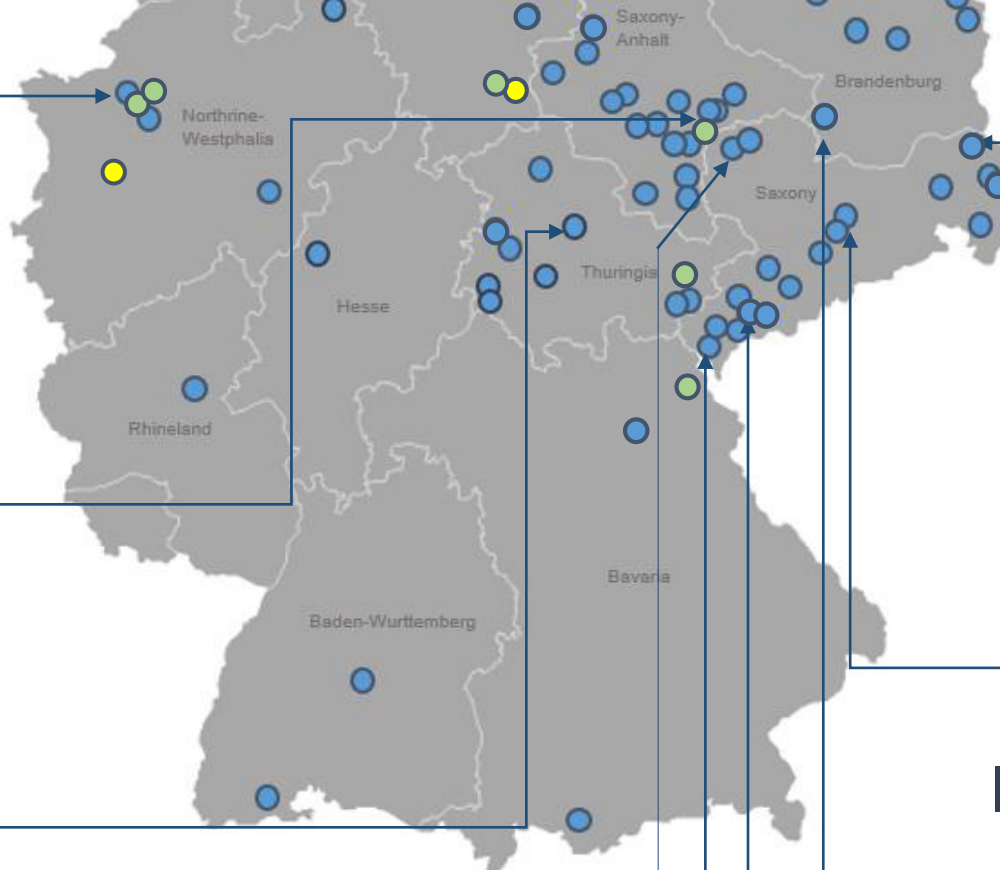 Saxony-
Anhalt
Brandenburg
Northrine-
Westphalia
Saxony
Thuringia
Hesse
Rhineland
Bavaria
Baden-Wurttemberg